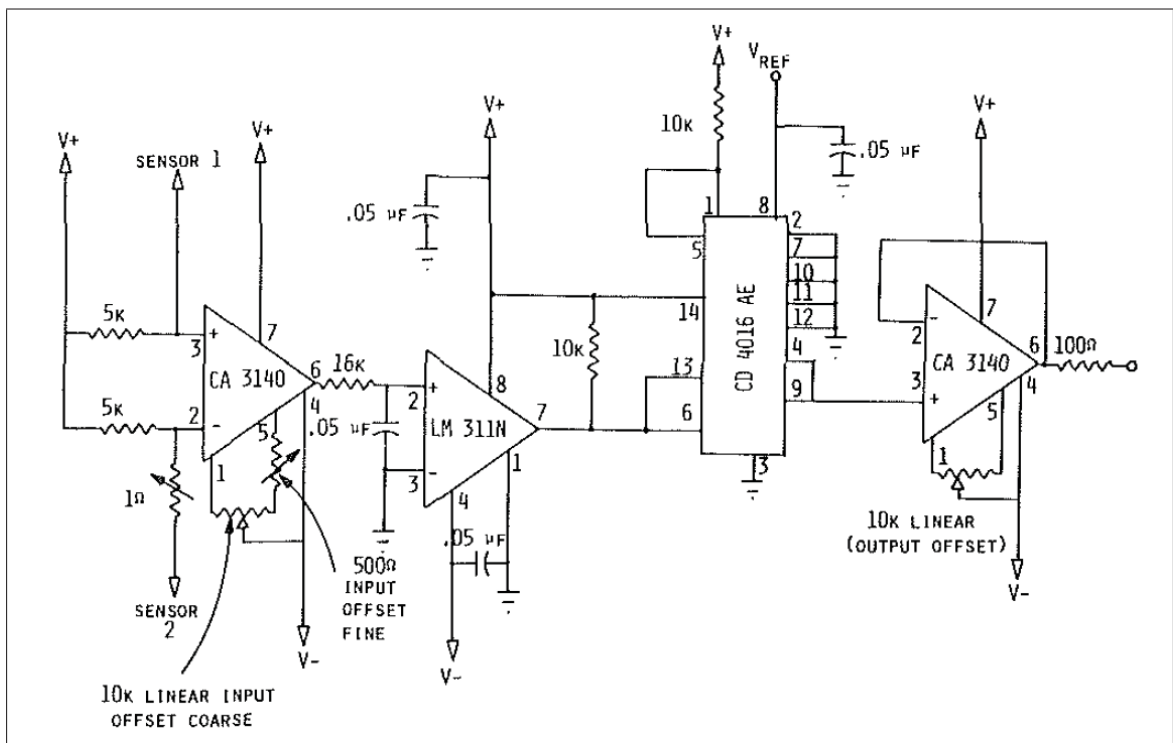 V+
V+
SENSOR 1
5K
5K
3
+
2
-
CA 3140
7
6
4
5
1
1Ω
SENSOR
2
10K LINEAR INPUT
OFFSET COARSE
500Ω
INPUT
OFFSET
FINE
V-
16K
.05 µF
V+
.05 µF
2
+
3
-
LM 311N
8
7
1
4
.05 µF
V-
10K
V+
10K
VREF
.05 µF
1
8
5
14
13
6
CD 4016 AE
2
7
10
11
12
4
9
3
V+
2
-
3
+
CA 3140
7
6
4
5
1
100Ω
10K LINEAR
(OUTPUT OFFSET)
V-